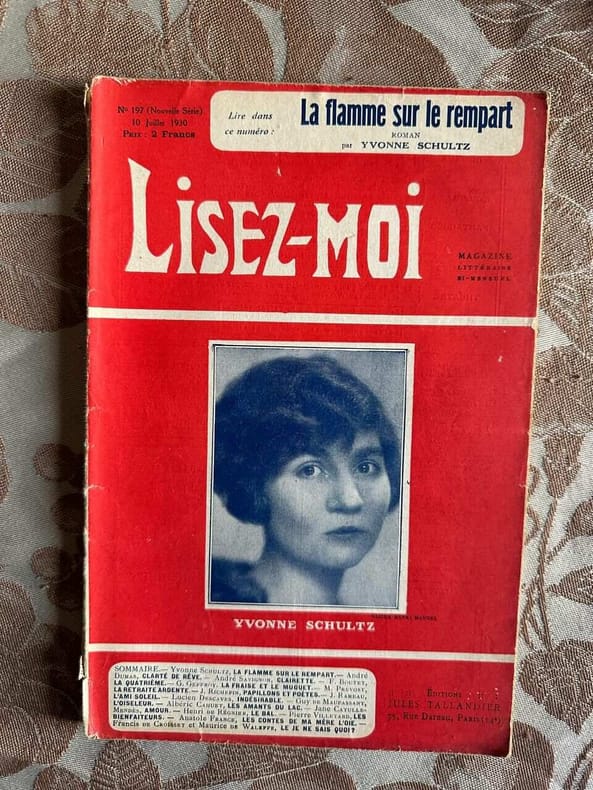 No 197 (Nouvelle Série)
10 Juillet 1930
PRIX : 2 Francs
Lire dans
ce numéro :
La flamme sur le rempart
ROMAN
par YVONNE SCHULTZ
LISEZ-MOI
MAGAZINE
LITTÉRAIRE
BI-MENSUEL
YVONNE SCHULTZ
SOMMAIRE.— YVONNE SCHULTZ, LA FLAMME SUR LE REMPART.— ANDRÉ
DUMAS, CLARTÉ DE RÊVE. — ANDRÉ SAVIGNON, CLAIRETTE. — F. BOUTET,
LA QUATRIÈME.— G. GEFFROY, LA FRAISE ET LE MUGUET.— M. PRÉVOST,
LA RETRAITE ARDENTE. — J. RICHEPIN, PAPILLONS ET POÈTES.— J. RAMEAU,
L'AMI SOLEIL. — LUCIEN DESCAVES, INDÉSIRABLE. — GUY DE MAUPASSANT,
L'OISELEUR. — ALBÉRIC CAHUET, LES AMANTS DU LAC. — JANE CATULLE-
MENDÈS, AMOUR. — HENRI DE RÉGNIER, LE BAL. — PIERRE VILLETARD, LES
BIENFAITEURS. — ANATOLE FRANCE, LES CONTES DE MA MÈRE L'OIE. —
FRANCIS DE CROISSET et MAURICE DE WALEFFE, LE JE NE SAIS QUOI ?
ÉDITIONS
JULES TALLANDIER
75, RUE DAREAU, PARIS (14e)